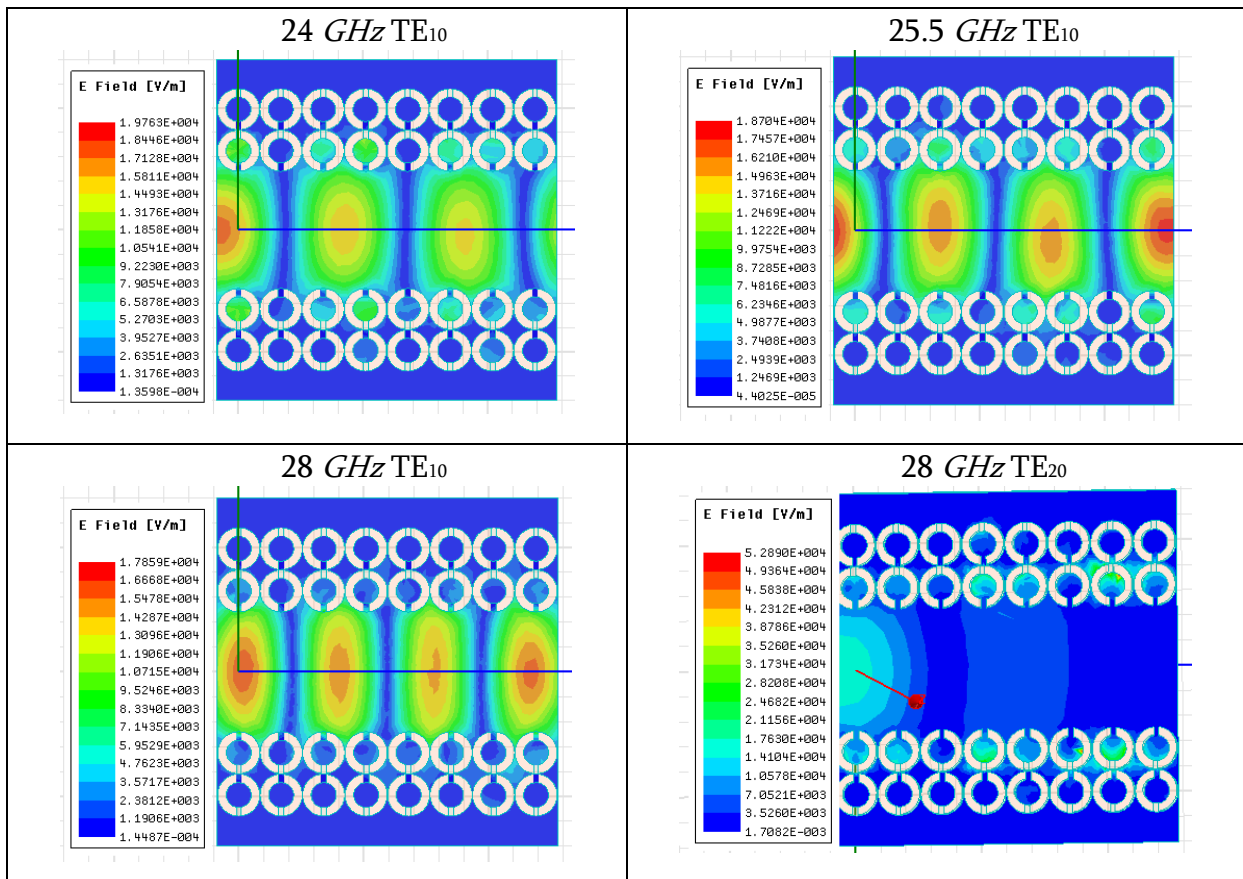 24 GHz TE10
E Field [V/m]
1.9763E+004
1.8446E+004
1.7128E+004
1.5811E+004
1.4493E+004
1.3176E+004
1.1858E+004
1.0541E+004
9.2230E+003
7.9054E+003
6.5878E+003
5.2703E+003
3.9527E+003
2.6351E+003
1.3176E+003
1.3598E-004
25.5 GHz TE10
E Field [V/m]
1.8704E+004
1.7457E+004
1.6210E+004
1.4963E+004
1.3716E+004
1.2469E+004
1.1222E+004
9.9754E+003
8.7285E+003
7.4816E+003
6.2346E+003
4.9877E+003
3.7408E+003
2.4939E+003
1.2469E+003
4.4025E-005
28 GHz TE10
E Field [V/m]
1.7859E+004
1.6668E+004
1.5478E+004
1.4287E+004
1.3096E+004
1.1906E+004
1.0715E+004
9.5246E+003
8.3340E+003
7.1435E+003
5.9529E+003
4.7623E+003
3.5717E+003
2.3812E+003
1.1906E+003
1.4487E-004
28 GHz TE20
E Field [V/m]
5.2890E+004
4.9364E+004
4.5838E+004
4.2312E+004
3.8786E+004
3.5260E+004
3.1734E+004
2.8208E+004
2.4682E+004
2.1156E+004
1.7630E+004
1.4104E+004
1.0578E+004
7.0521E+003
3.5260E+003
1.7082E-003